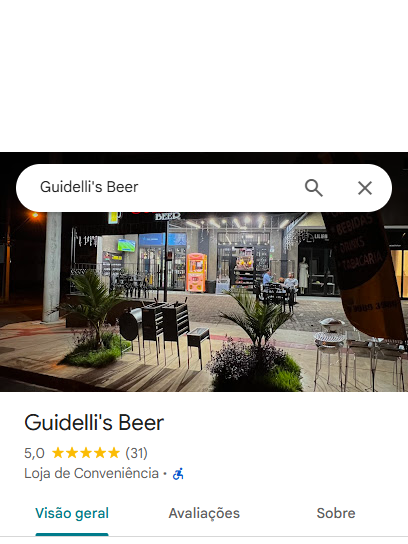 Guidelli's Beer
BEER
BEBIDAS
DRINKS
TABACARIA
Guidelli's Beer
5,0 (31)
Loja de Conveniência ·
Visão geral
Avaliações
Sobre